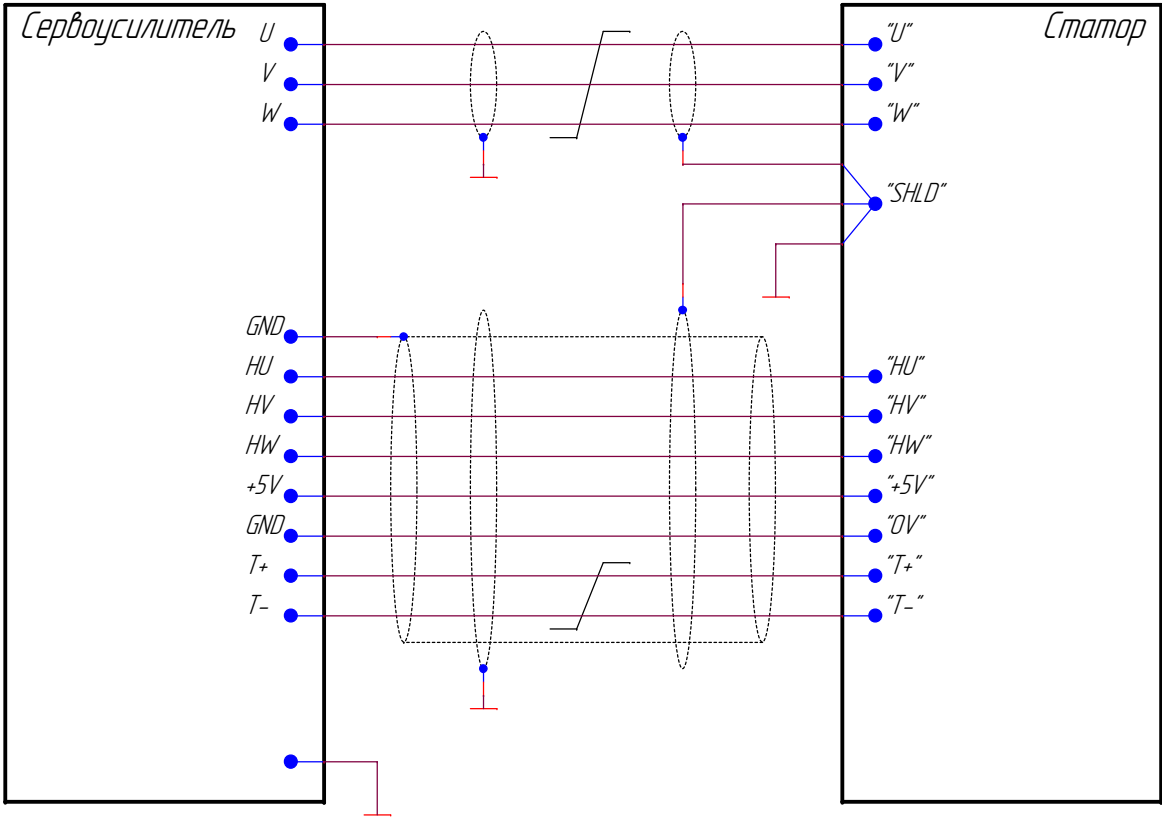 Сервоусилитель
Статор
U
"U"
V
"V"
W
"W"
"SHLD"
GND
HU
"HU"
HV
"HV"
HW
"HW"
+5V
"+5V"
GND
"0V"
T+
"T+"
T-
"T-"